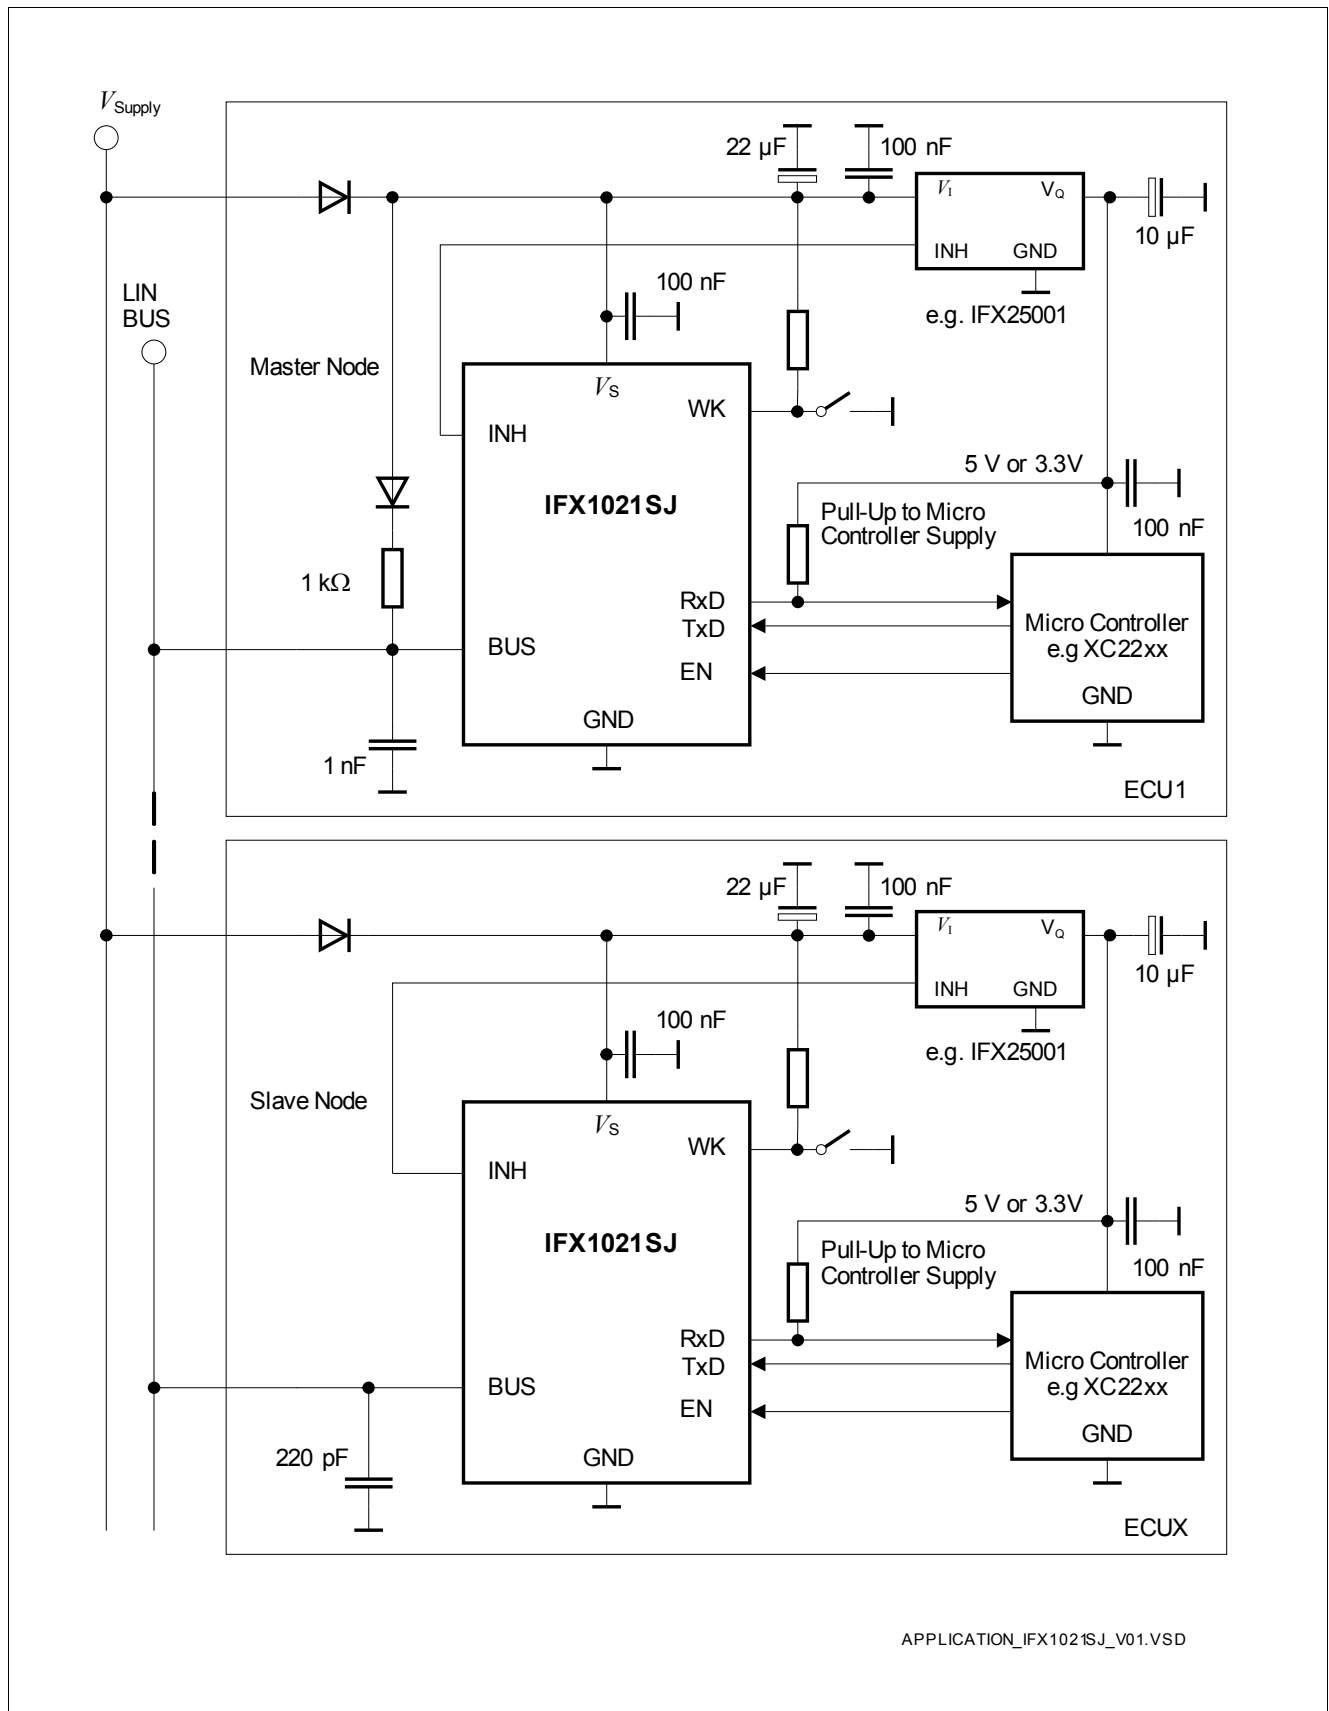 VSupply
22 µF
100 nF
VI
VQ
10 µF
INH
GND
100 nF
e.g. IFX25001
LIN
BUS
Master Node
VS
WK
INH
5 V or 3.3V
IFX1021SJ
Pull-Up to Micro
Controller Supply
100 nF
1 kΩ
RxD
TxD
Micro Controller
e.g XC22xx
BUS
EN
GND
GND
1 nF
ECU1
22 µF
100 nF
VI
VQ
10 µF
INH
GND
100 nF
e.g. IFX25001
Slave Node
VS
WK
INH
5 V or 3.3V
IFX1021SJ
Pull-Up to Micro
Controller Supply
100 nF
RxD
TxD
Micro Controller
e.g XC22xx
BUS
EN
GND
220 pF
GND
ECUX
APPLICATION_IFX1021SJ_V01.VSD